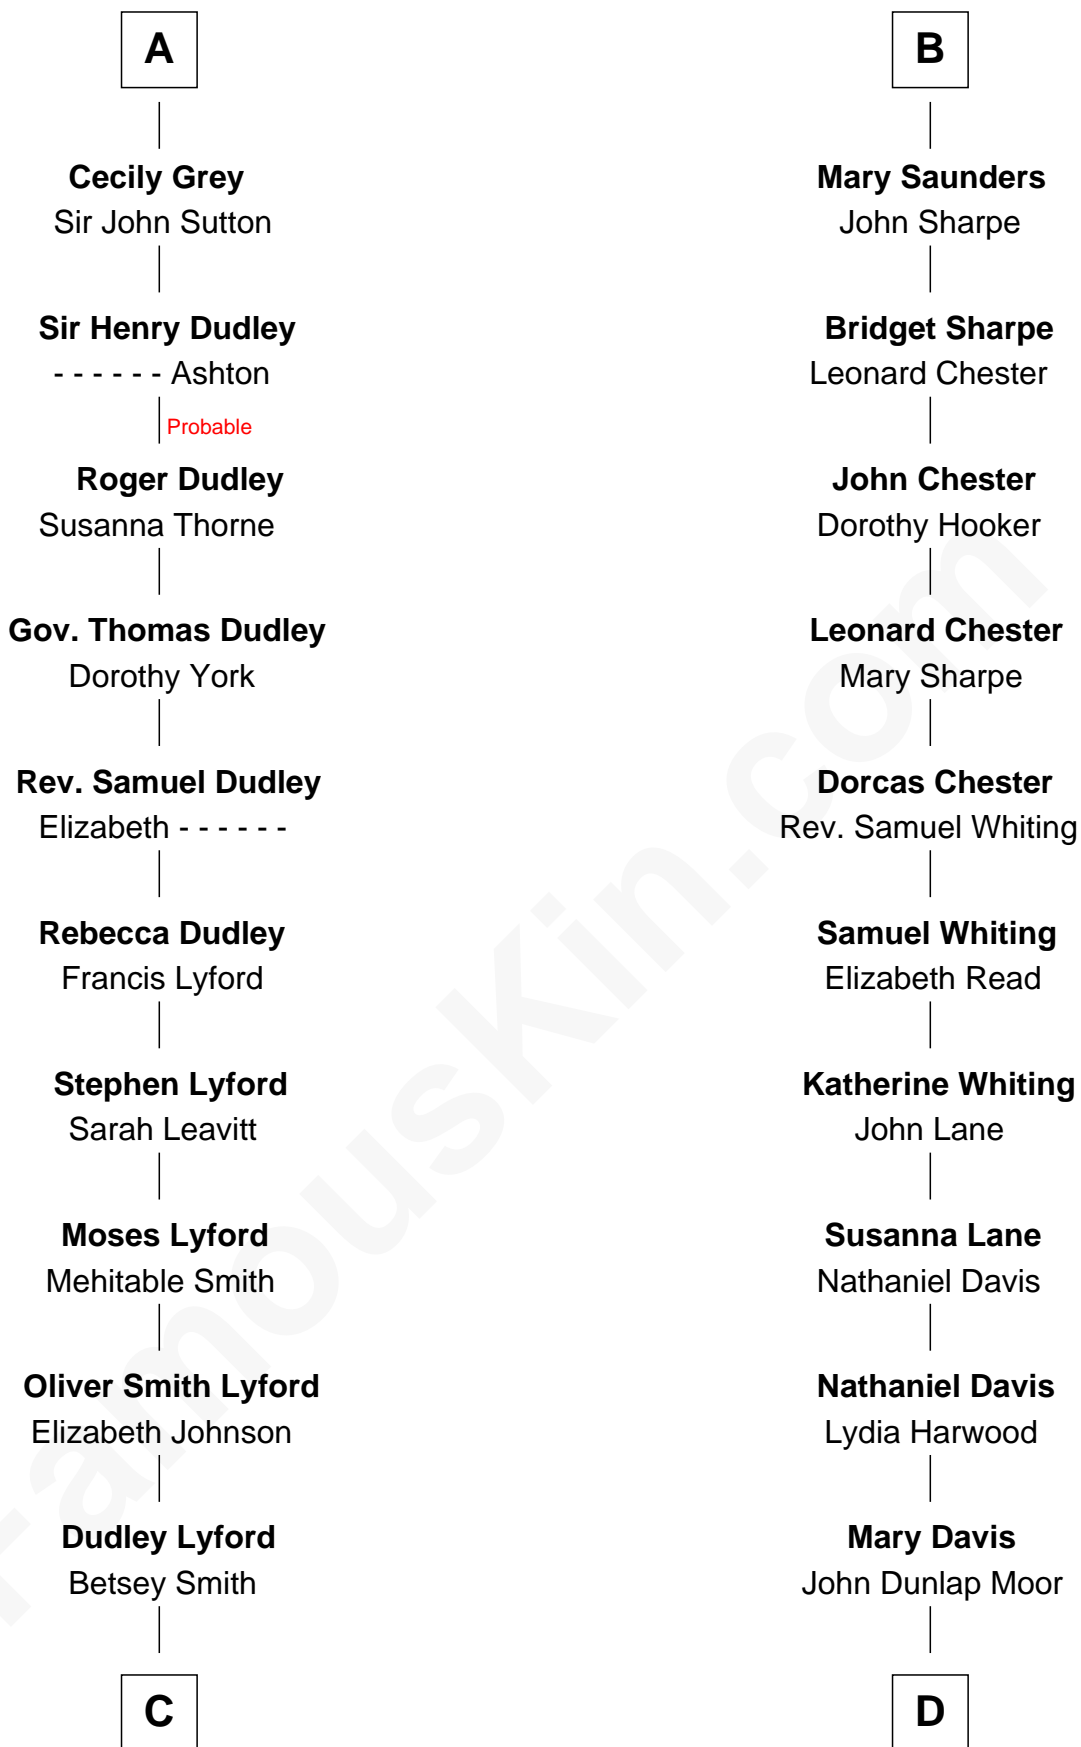 A
Cecily Grey
Sir John Sutton
Sir Henry Dudley
- - - - - - Ashton
Probable
Roger Dudley
Susanna Thorne
Gov. Thomas Dudley
Dorothy York
Rev. Samuel Dudley
Elizabeth - - - - - -
Rebecca Dudley
Francis Lyford
Stephen Lyford
Sarah Leavitt
Moses Lyford
Mehitable Smith
Oliver Smith Lyford
Elizabeth Johnson
Dudley Lyford
Betsey Smith
C
B
Mary Saunders
John Sharpe
Bridget Sharpe
Leonard Chester
John Chester
Dorothy Hooker
Leonard Chester
Mary Sharpe
Dorcas Chester
Rev. Samuel Whiting
Samuel Whiting
Elizabeth Read
Katherine Whiting
John Lane
Susanna Lane
Nathaniel Davis
Nathaniel Davis
Lydia Harwood
Mary Davis
John Dunlap Moor
D
FamousKin.com